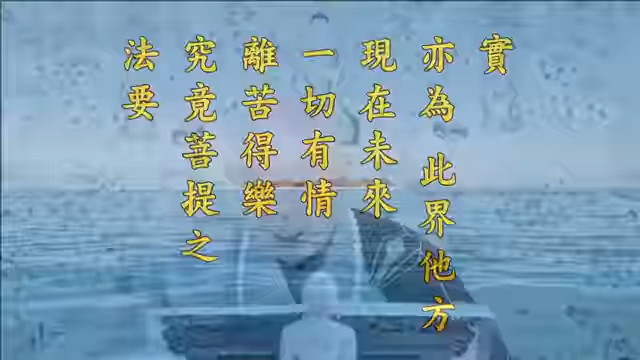 實
亦為 此界他方
現在未來
一切有情
離苦得樂
究竟菩提之
法要